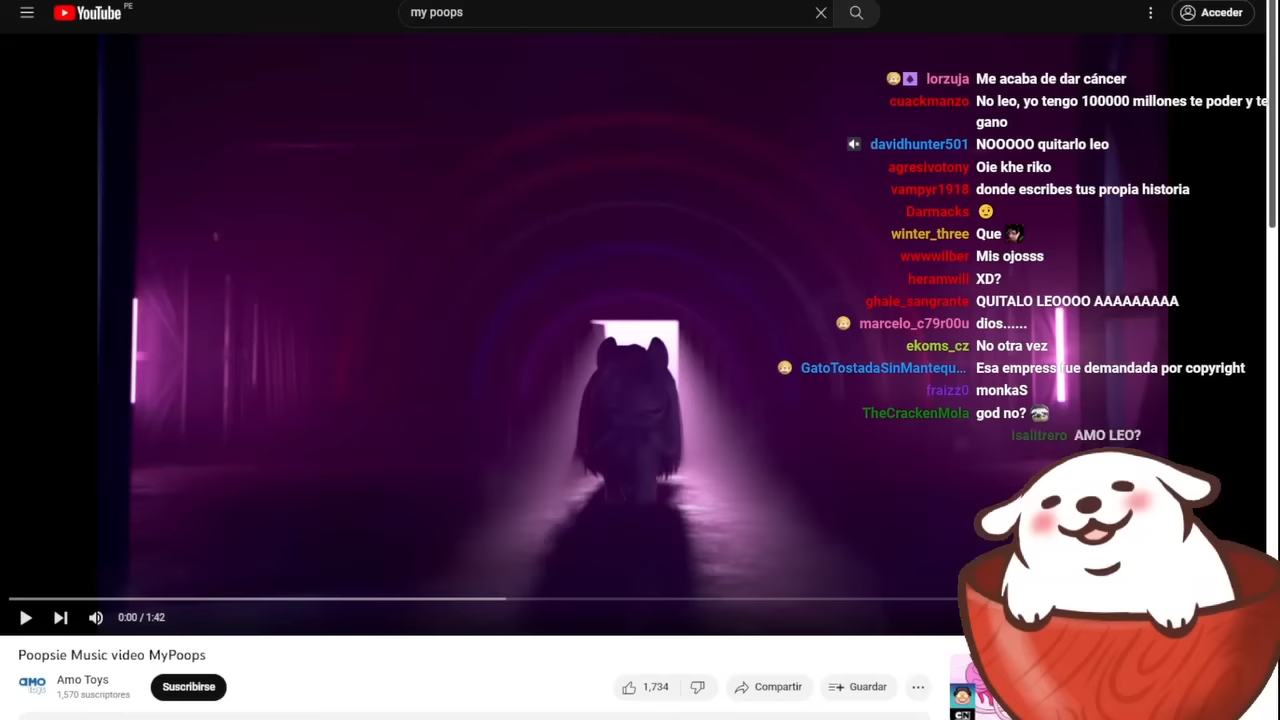 YouTube PE
my poops
Acceder
lorzuja Me acaba de dar cáncer
cuackmanzo No leo, yo tengo 100000 millones te poder y te
gano
davidhunter501 NOOOOO quitarlo leo
agresivotony Oie khe riko
vampyr1918 donde escribes tus propia historia
Darmacks
winter_three Que
wwwwilber Mis ojosss
heramwill XD?
ghale_sangrante QUITALO LEOOOO AAAAAAAAA
marcelo_c79r00u dios......
ekoms_cz No otra vez
GatoTostadaSinMantequ... Esa empress fue demandada por copyright
fraizz0 monkaS
TheCrackenMola god no?
lsalitrero AMO LEO?
0:00 / 1:42
Poopsie Music video MyPoops
AMO Toys
Amo Toys
1,570 suscriptores
Suscribirse
1,734
Compartir
Guardar
CN